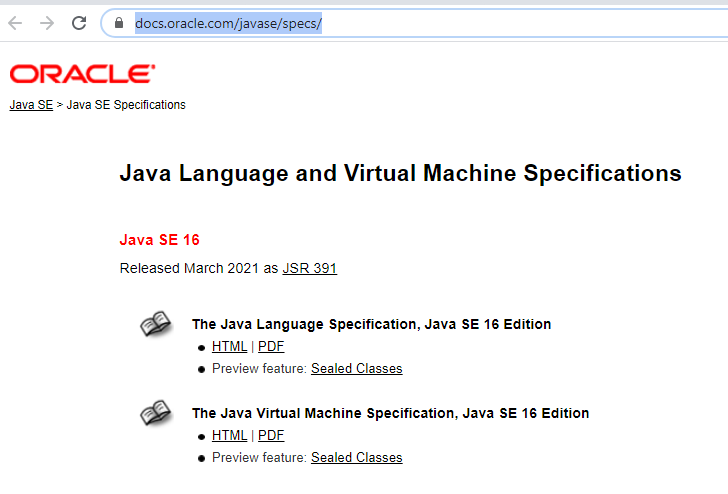 docs.oracle.com/javase/specs/
ORACLE
Java SE > Java SE Specifications
Java Language and Virtual Machine Specifications
Java SE 16
Released March 2021 as JSR 391
The Java Language Specification, Java SE 16 Edition
HTML | PDF
Preview feature: Sealed Classes
The Java Virtual Machine Specification, Java SE 16 Edition
HTML | PDF
Preview feature: Sealed Classes